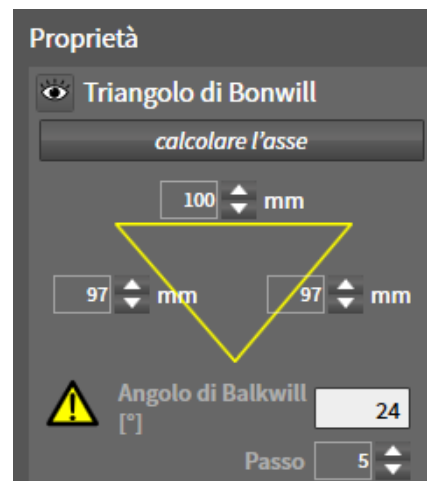 Proprietà
Triangolo di Bonwill
calcolare l'asse
100 mm
97 mm 97 mm
Angolo di Balkwill
[°] 24
Passo 5